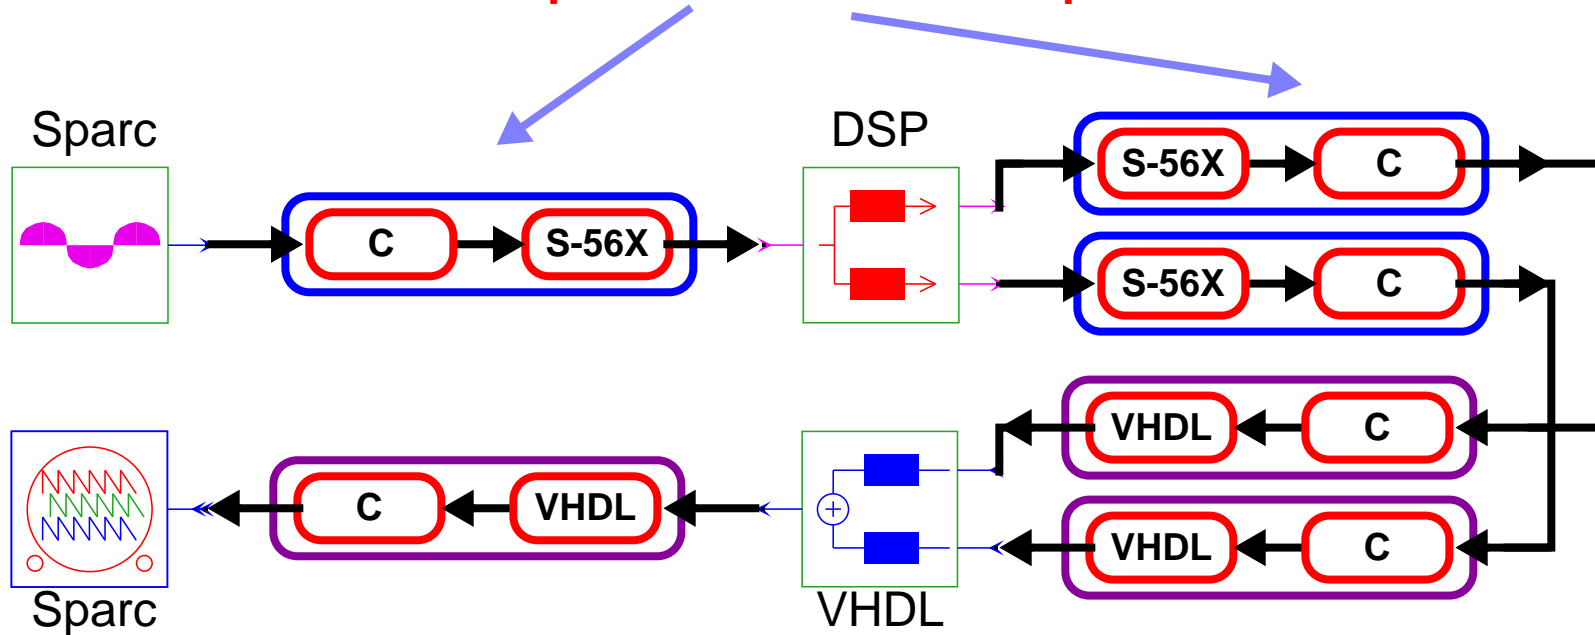 Sparc
DSP
S-56X C
C S-56X
S-56X C
VHDL C
C VHDL
VHDL C
Sparc
VHDL